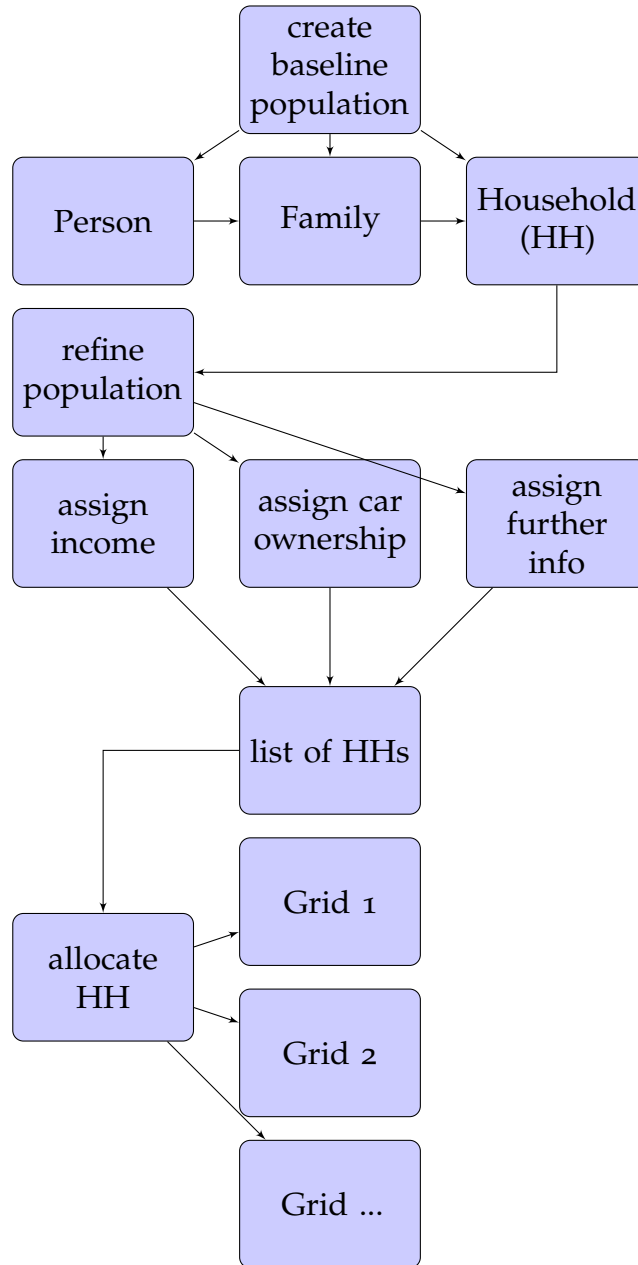 create
baseline
population
Person
Family
Household
(HH)
refine
population
assign
income
assign car
ownership
assign
further
info
list of HHs
Grid 1
allocate
HH
Grid 2
Grid ...